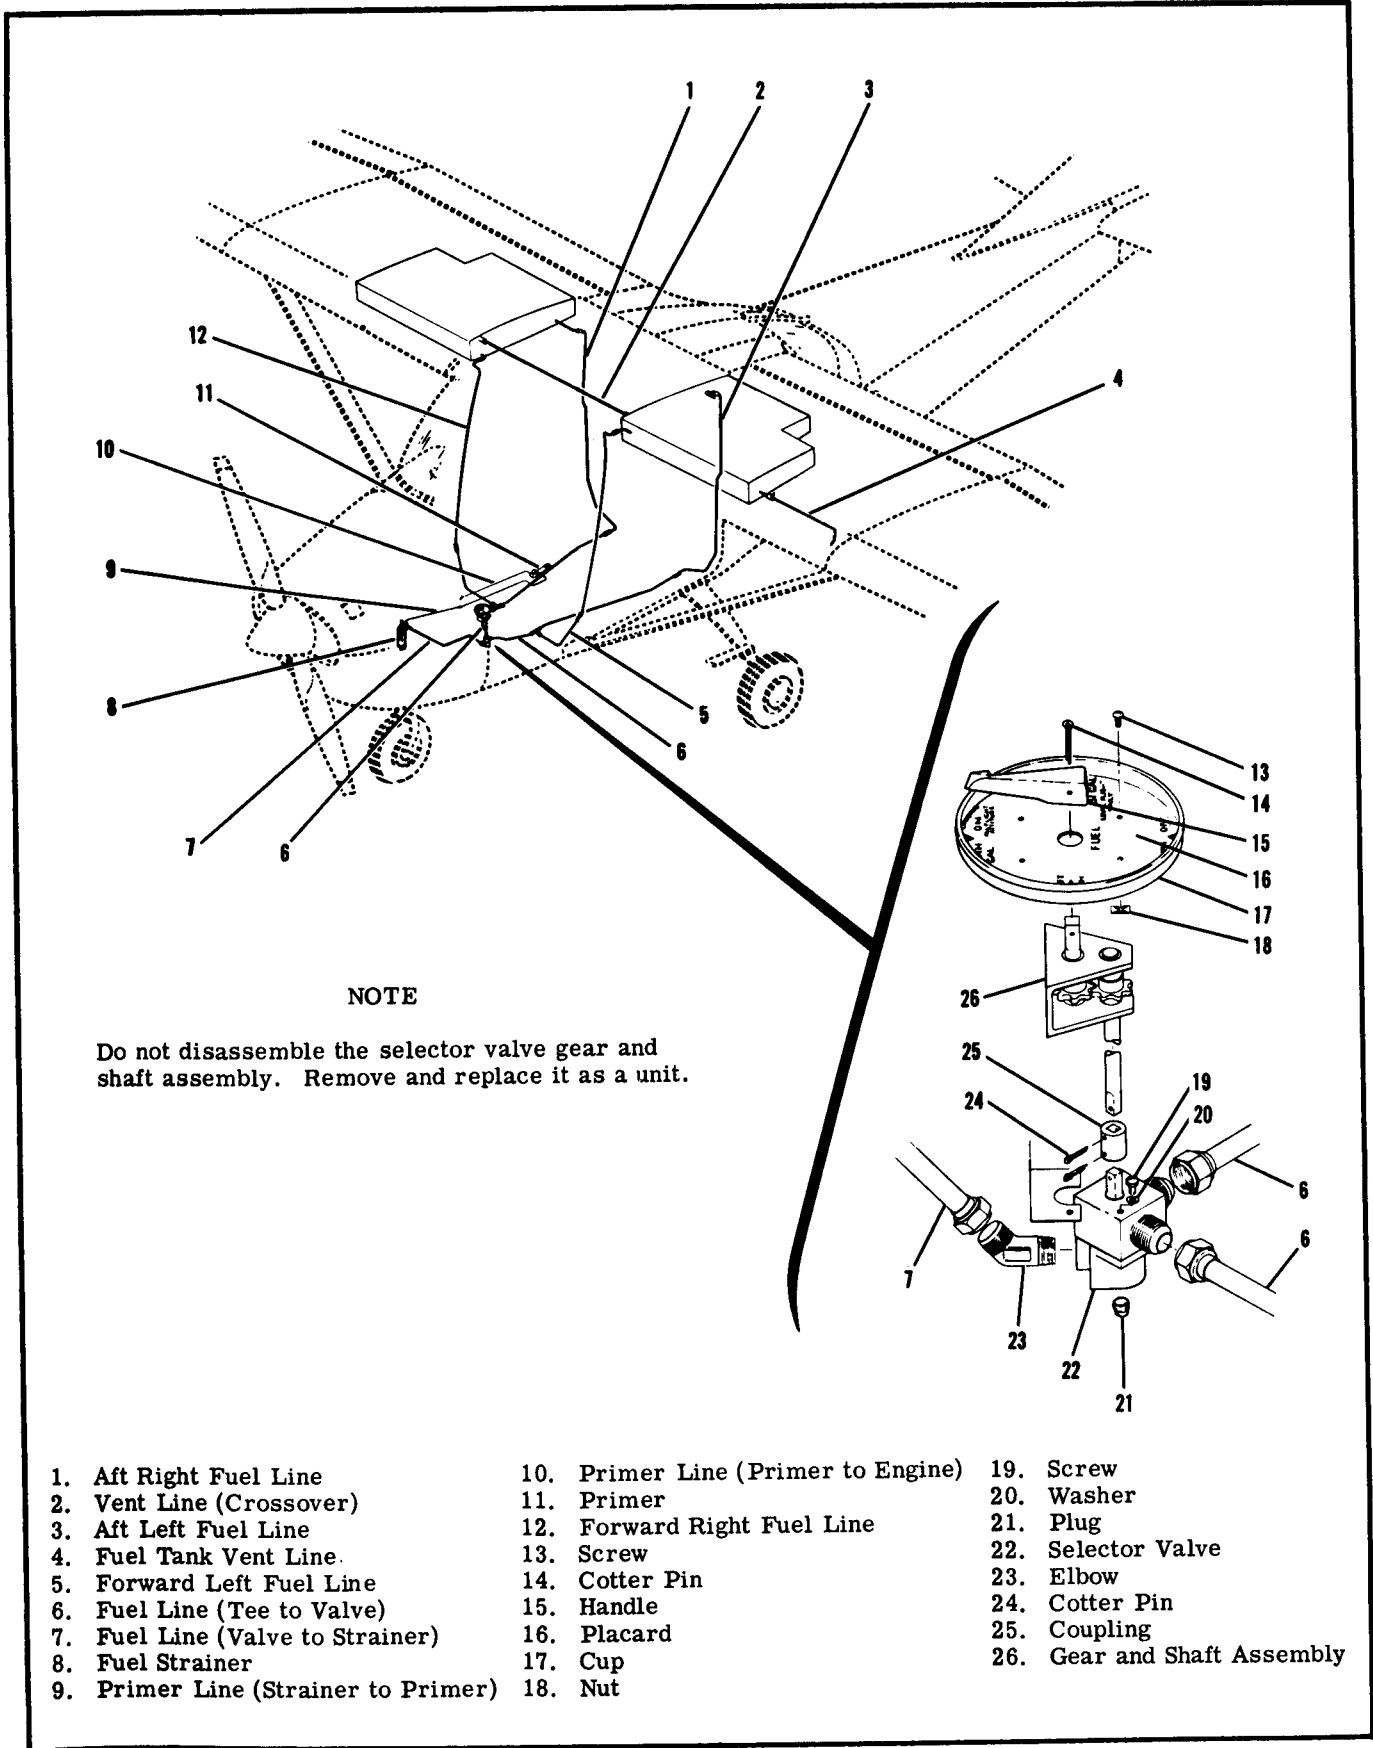 1 2 3
12
11
4
10
9
8
5
6
7
6
13
14
FUEL
15
16
17
18
26
NOTE
Do not disassemble the selector valve gear and
shaft assembly. Remove and replace it as a unit.
25
19
24
20
6
6
7
23
22
21
1. Aft Right Fuel Line
2. Vent Line (Crossover)
3. Aft Left Fuel Line
4. Fuel Tank Vent Line
5. Forward Left Fuel Line
6. Fuel Line (Tee to Valve)
7. Fuel Line (Valve to Strainer)
8. Fuel Strainer
9. Primer Line (Strainer to Primer)
10. Primer Line (Primer to Engine)
11. Primer
12. Forward Right Fuel Line
13. Screw
14. Cotter Pin
15. Handle
16. Placard
17. Cup
18. Nut
19. Screw
20. Washer
21. Plug
22. Selector Valve
23. Elbow
24. Cotter Pin
25. Coupling
26. Gear and Shaft Assembly